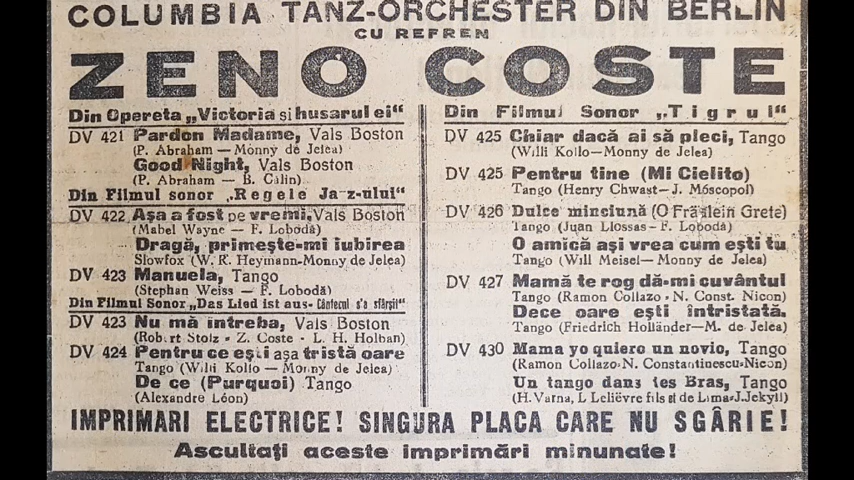 COLUMBIA TANZ-ORCHESTER DIN BERLIN
CU REFREN
ZENO COSTE
Din Opereta „Victoria și husarul ei"
DV 421 Pardon Madame, Vals Boston
(P. Abraham—Monny de Jelea)
Good Night, Vals Boston
(P. Abraham — B. Călin)
Din Filmul sonor „Regele Jazz-ului"
DV 422 Așa a fost pe vremi, Vals Boston
(Mabel Wayne — F. Lobodă)
Dragă, primește-mi iubirea
Slowfox (W. R. Heymann-Monny de Jelea)
DV 423 Manuela, Tango
(Stephan Weiss — F. Lobodă)
Din Filmul Sonor „Das Lied ist aus- Cântecul s'a sfârșit"
DV 423 Nu mă întreba, Vals Boston
(Robert Stolz - Z. Coste - L. H. Holban)
DV 424 Pentru ce ești așa tristă oare
Tango (Willi Kollo — Monny de Jelea)
De ce (Purquoi) Tango
(Alexandre Léon)
Din Filmul Sonor „Tigrul"
DV 425 Chiar dacă ai să pleci, Tango
(Willi Kollo—Monny de Jelea)
DV 425 Pentru tine (Mi Cielito)
Tango (Henry Chwast—J. Moscopol)
DV 426 Dulce minciună (O Fräulein Grete)
Tango (Juan Llossas - F. Lobodă)
O amică ași vrea cum ești tu
Tango (Will Meisel— Monny de Jelea)
DV 427 Mamă te rog dă-mi cuvântul
Tango (Ramon Collazo - N. Const. Nicon)
Dece oare ești întristată.
Tango (Friedrich Holländer—M. de Jelea)
DV 430 Mama yo quiero un novio, Tango
(Ramon Collazo-N. Constantinescu-Nicon)
Un tango dans tes Bras, Tango
(H. Varna, L Lelièvre fils et de Lima-J.Jekyll)
IMPRIMARI ELECTRICE! SINGURA PLACA CARE NU SGÂRIE!
Ascultați aceste imprimări minunate!